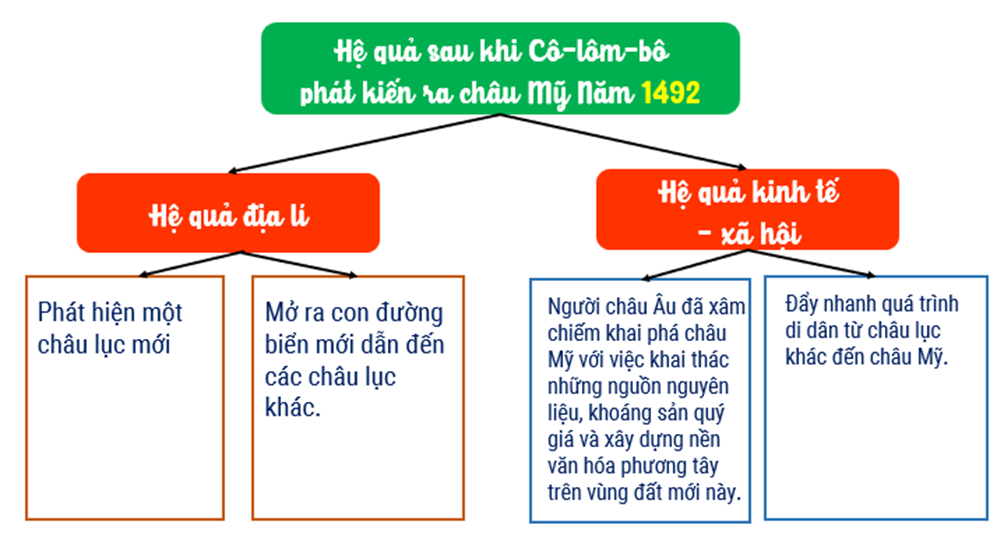 Hệ quả sau khi Cô-lôm-bô
phát kiến ra châu Mỹ Năm 1492
Hệ quả địa lí
Hệ quả kinh tế
- xã hội
Phát hiện một
châu lục mới
Mở ra con đường
biển mới dẫn đến
các châu lục
khác.
Người châu Âu đã xâm
chiếm khai phá châu
Mỹ với việc khai thác
những nguồn nguyên
liệu, khoáng sản quý
giá và xây dựng nền
văn hóa phương tây
trên vùng đất mới này.
Đẩy nhanh quá trình
di dân từ châu lục
khác đến châu Mỹ.